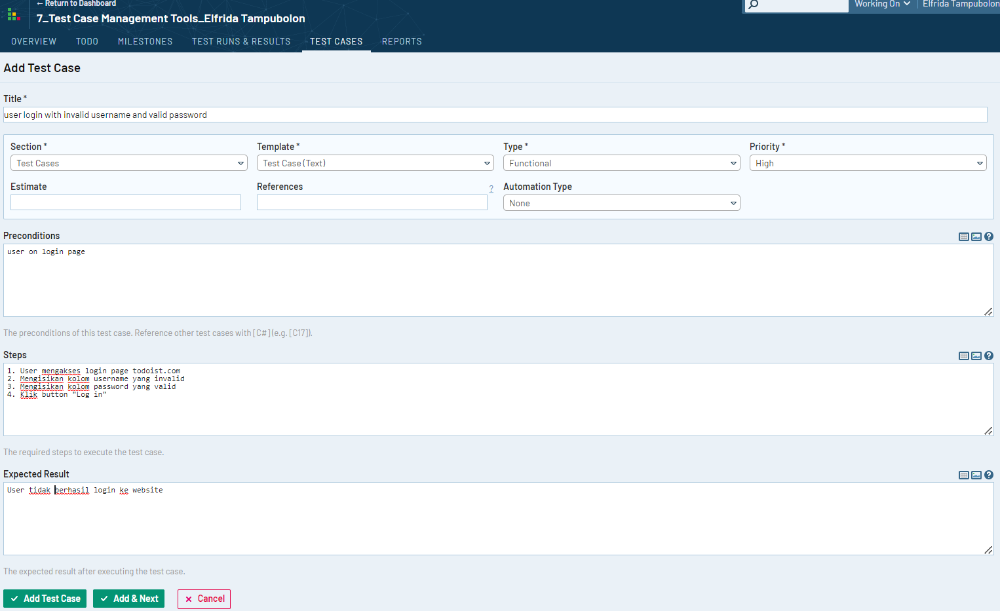 ← Return to Dashboard
7_Test Case Management Tools_Elfrida Tampubolon
Working On
Elfrida Tampubolon
OVERVIEW TODO MILESTONES TEST RUNS & RESULTS TEST CASES REPORTS
Add Test Case
Title *
user login with invalid username and valid password
Section * Template * Type * Priority *
Test Cases Test Case (Text) Functional High
Estimate References ? Automation Type
None
Preconditions
user on login page
The preconditions of this test case. Reference other test cases with [C#] (e.g. [C17]).
Steps
1. User mengakses login page todoist.com
2. Mengisikan kolom username yang invalid
3. Mengisikan kolom password yang valid
4. Klik button "Log in"
The required steps to execute the test case.
Expected Result
User tidak berhasil login ke website
The expected result after executing the test case.
Add Test Case Add & Next Cancel